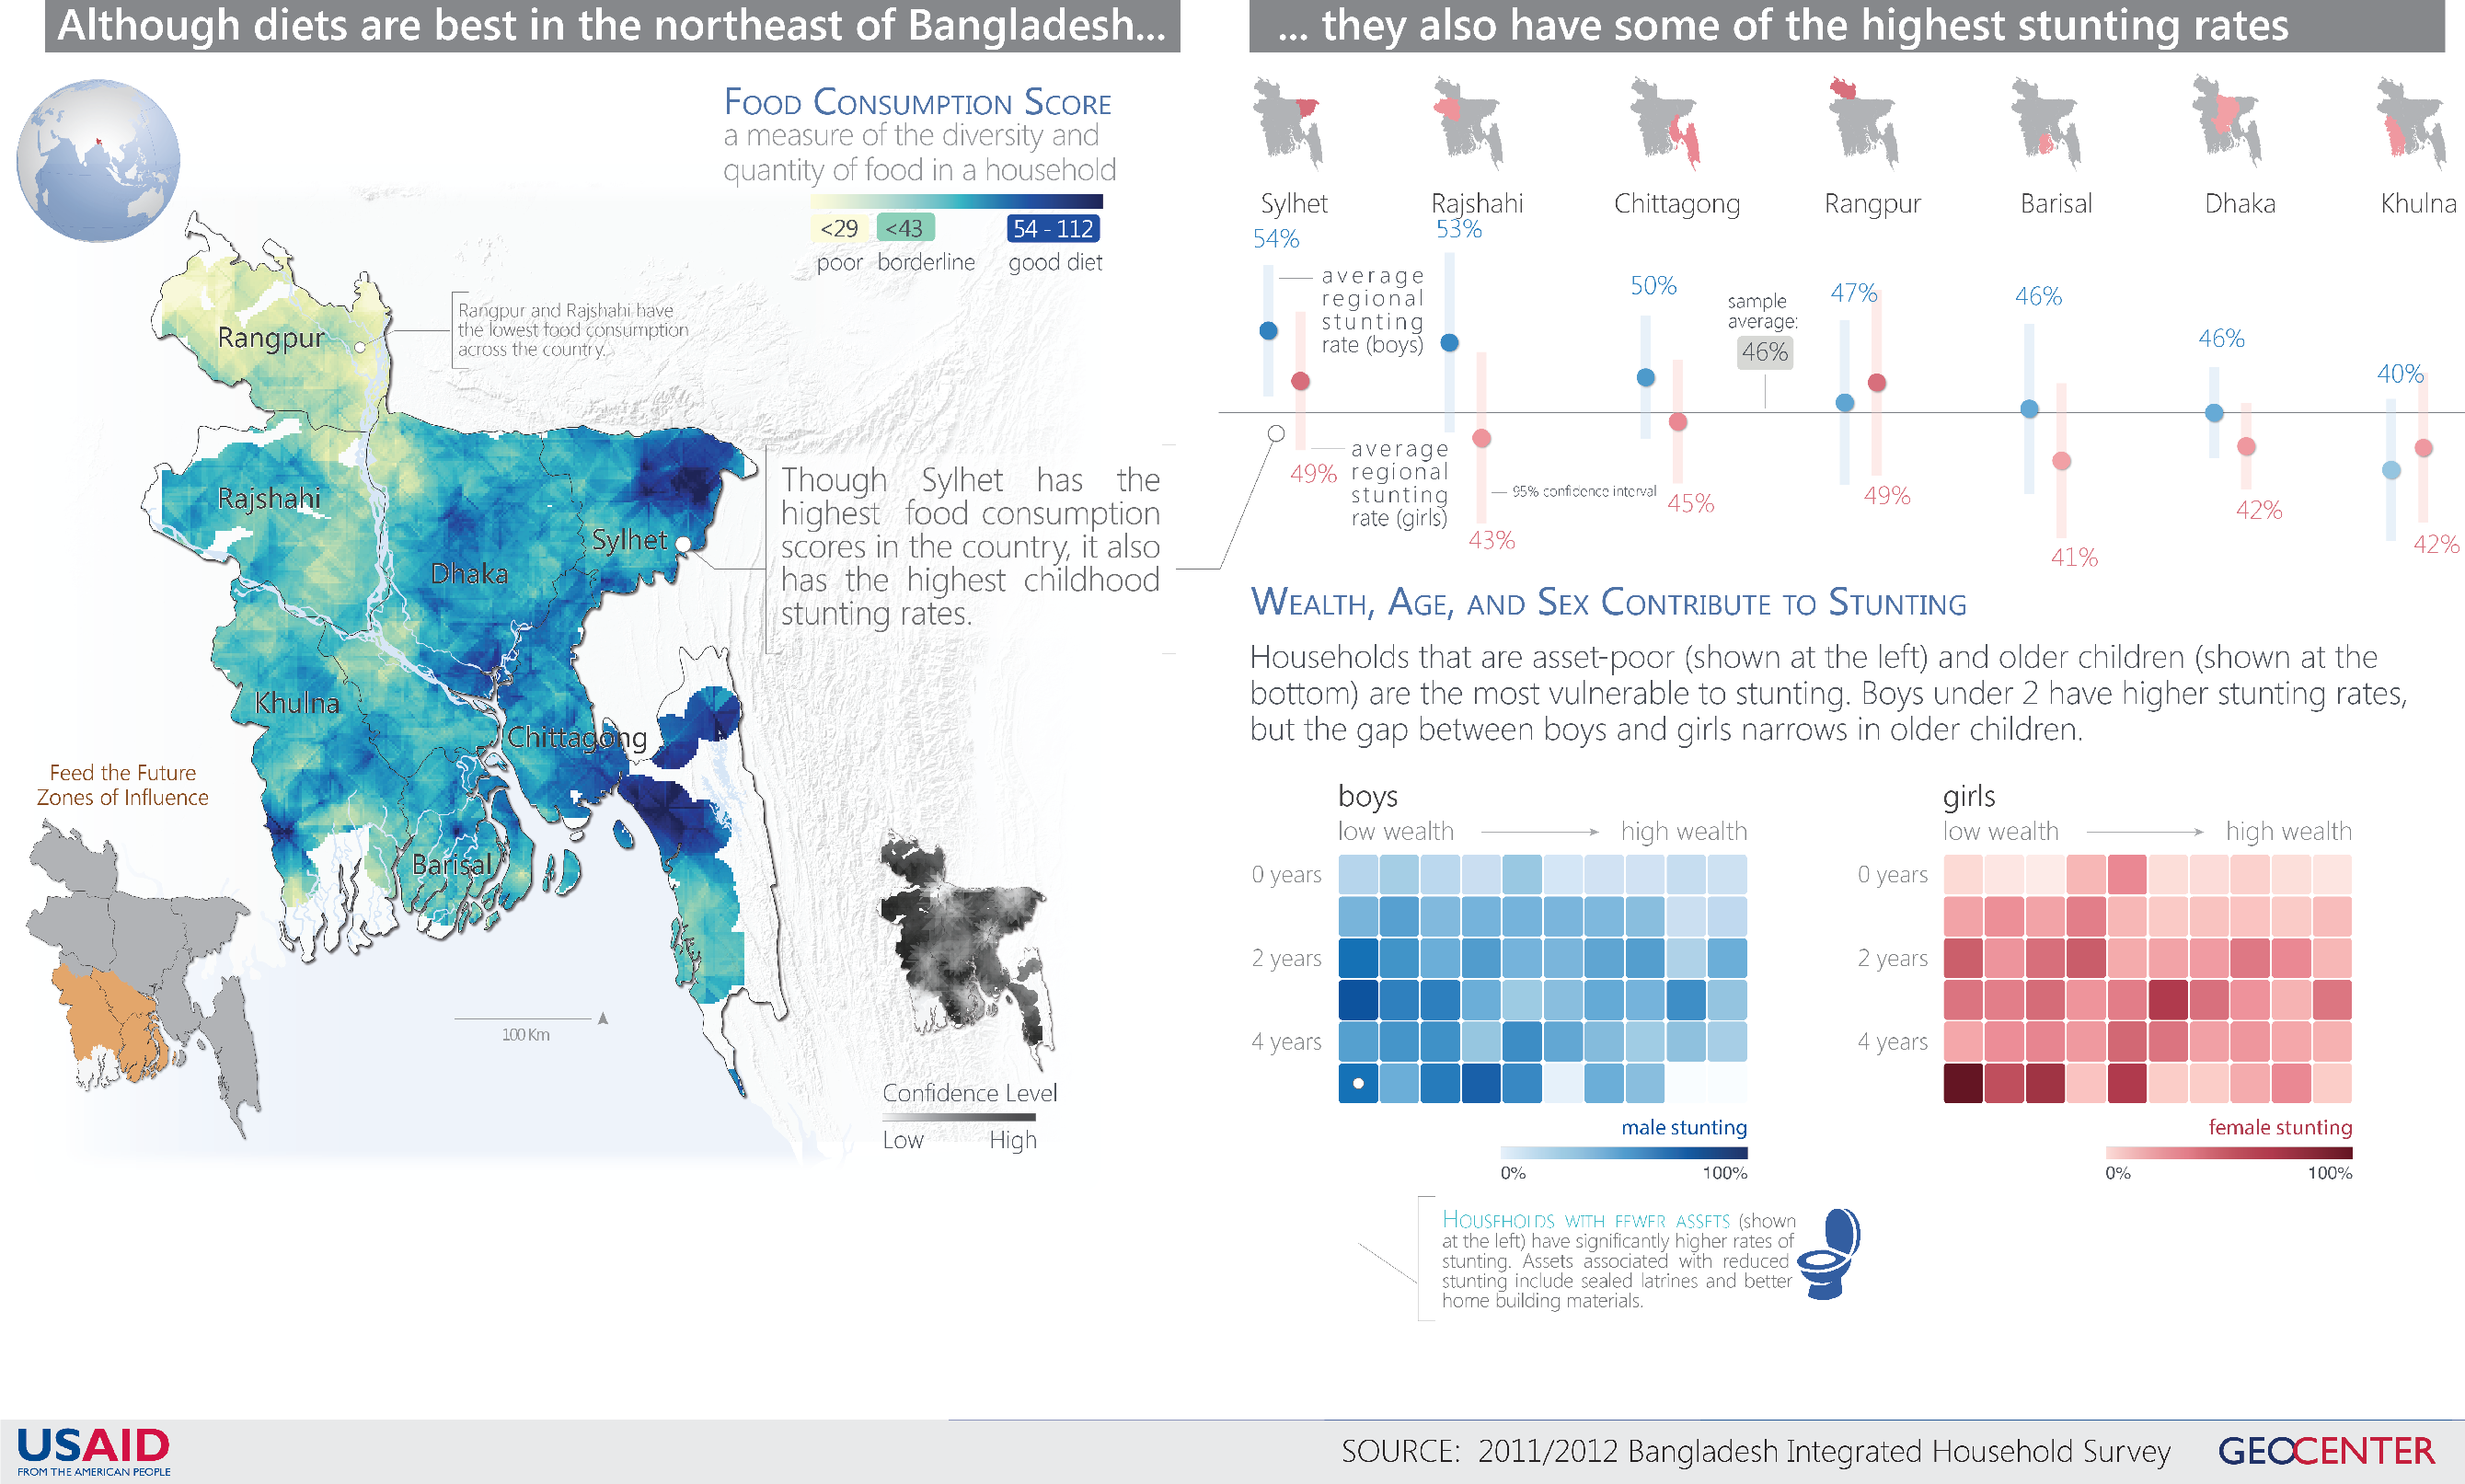 Although diets are best in the northeast of Bangladesh...
... they also have some of the highest stunting rates
Food Consumption Score
a measure of the diversity and
quantity of food in a household
<29 <43 54 - 112
poor borderline good diet
Rangpur and Rajshahi have
the lowest food consumption
across the country.
Rangpur
Rajshahi
Sylhet
Dhaka
Khulna
Chittagong
Barisal
Though Sylhet has the
highest food consumption
scores in the country, it also
has the highest childhood
stunting rates.
Feed the Future
Zones of Influence
100 Km
Confidence Level
Low High
Sylhet Rajshahi Chittagong Rangpur Barisal Dhaka Khulna
54% 53% 50% 47% 46% 46% 40%
average
regional
stunting
rate (boys)
sample
average:
46%
average
regional
stunting
rate (girls)
95% confidence interval
49% 43% 45% 49% 41% 42% 42%
Wealth, Age, and Sex Contribute to Stunting
Households that are asset-poor (shown at the left) and older children (shown at the
bottom) are the most vulnerable to stunting. Boys under 2 have higher stunting rates,
but the gap between boys and girls narrows in older children.
boys
low wealth high wealth
0 years
2 years
4 years
male stunting
0% 100%
girls
low wealth high wealth
0 years
2 years
4 years
female stunting
0% 100%
Households with fewer assets (shown
at the left) have significantly higher rates of
stunting. Assets associated with reduced
stunting include sealed latrines and better
home building materials.
USAID
FROM THE AMERICAN PEOPLE
SOURCE: 2011/2012 Bangladesh Integrated Household Survey
GEOCENTER